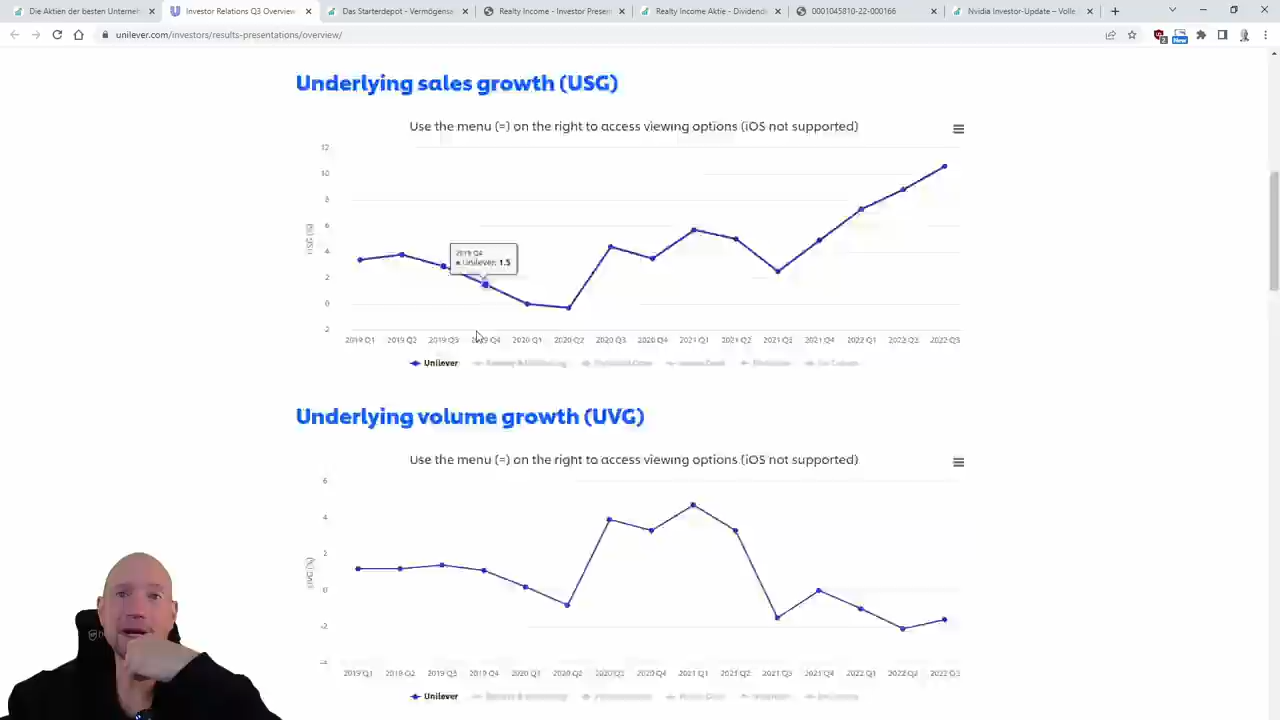 Die Aktien der besten Unterneh
Investor Relations Q3 Overview
Das Starterdepot - Vermögense
Realty Income - Investor Presen
Realty Income Aktie - Dividende
0001045810-22-000166
Nvidia Investor-Update – Volle
unilever.com/investors/results-presentations/overview/
2
New
Underlying sales growth (USG)
Use the menu (≡) on the right to access viewing options (iOS not supported)
12
10
8
6
4
2
0
-2
USG (%)
2019 Q4
Unilever: 1.5
2019 Q1 2019 Q2 2019 Q3 2019 Q4 2020 Q1 2020 Q2 2020 Q3 2020 Q4 2021 Q1 2021 Q2 2021 Q3 2021 Q4 2022 Q1 2022 Q2 2022 Q3
Unilever
Underlying volume growth (UVG)
Use the menu (≡) on the right to access viewing options (iOS not supported)
6
4
2
0
-2
-4
UVG (%)
2019 Q1 2019 Q2 2019 Q3 2019 Q4 2020 Q1 2020 Q2 2020 Q3 2020 Q4 2021 Q1 2021 Q2 2021 Q3 2021 Q4 2022 Q1 2022 Q2 2022 Q3
Unilever